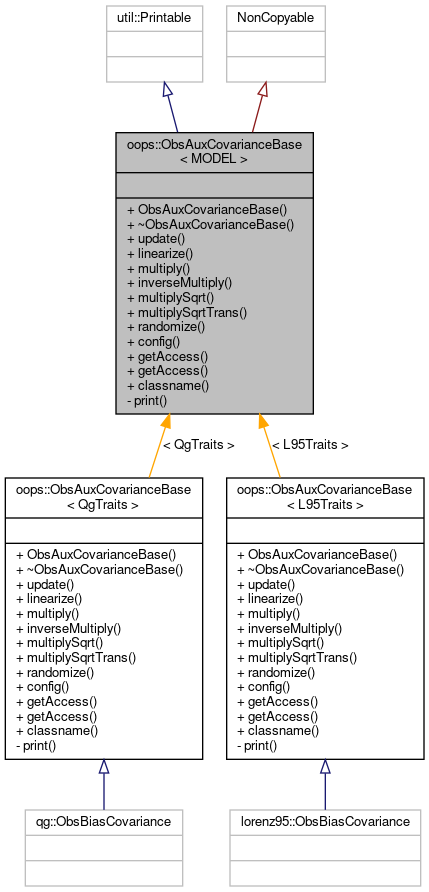 util::Printable
NonCopyable
oops::ObsAuxCovarianceBase
< MODEL >
+ ObsAuxCovarianceBase()
+ ~ObsAuxCovarianceBase()
+ update()
+ linearize()
+ multiply()
+ inverseMultiply()
+ multiplySqrt()
+ multiplySqrtTrans()
+ randomize()
+ config()
+ getAccess()
+ getAccess()
+ classname()
- print()
< QgTraits >
< L95Traits >
oops::ObsAuxCovarianceBase
< QgTraits >
+ ObsAuxCovarianceBase()
+ ~ObsAuxCovarianceBase()
+ update()
+ linearize()
+ multiply()
+ inverseMultiply()
+ multiplySqrt()
+ multiplySqrtTrans()
+ randomize()
+ config()
+ getAccess()
+ getAccess()
+ classname()
- print()
oops::ObsAuxCovarianceBase
< L95Traits >
+ ObsAuxCovarianceBase()
+ ~ObsAuxCovarianceBase()
+ update()
+ linearize()
+ multiply()
+ inverseMultiply()
+ multiplySqrt()
+ multiplySqrtTrans()
+ randomize()
+ config()
+ getAccess()
+ getAccess()
+ classname()
- print()
qg::ObsBiasCovariance
lorenz95::ObsBiasCovariance